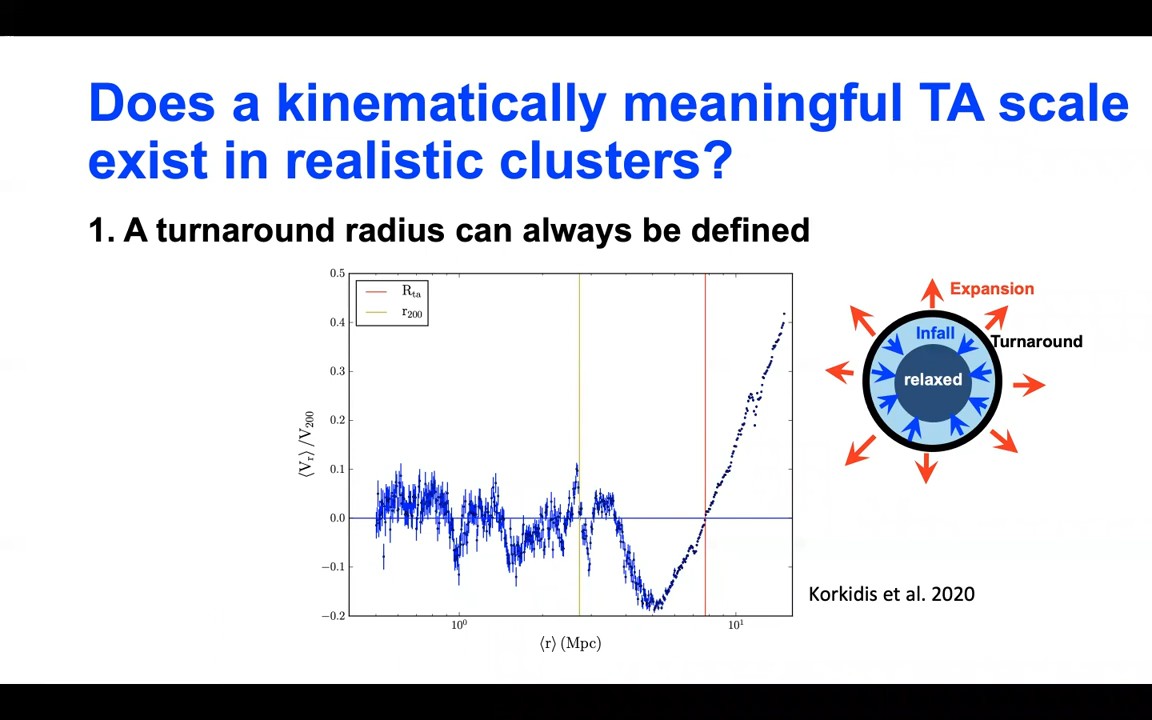 Does a kinematically meaningful TA scale
exist in realistic clusters?
1. A turnaround radius can always be defined
0.5
0.4
0.3
0.2
0.1
0.0
−0.1
−0.2
⟨V_r⟩/V_200
R_ta
r_200
10^0
10^1
⟨r⟩ (Mpc)
Expansion
Infall
Turnaround
relaxed
Korkidis et al. 2020